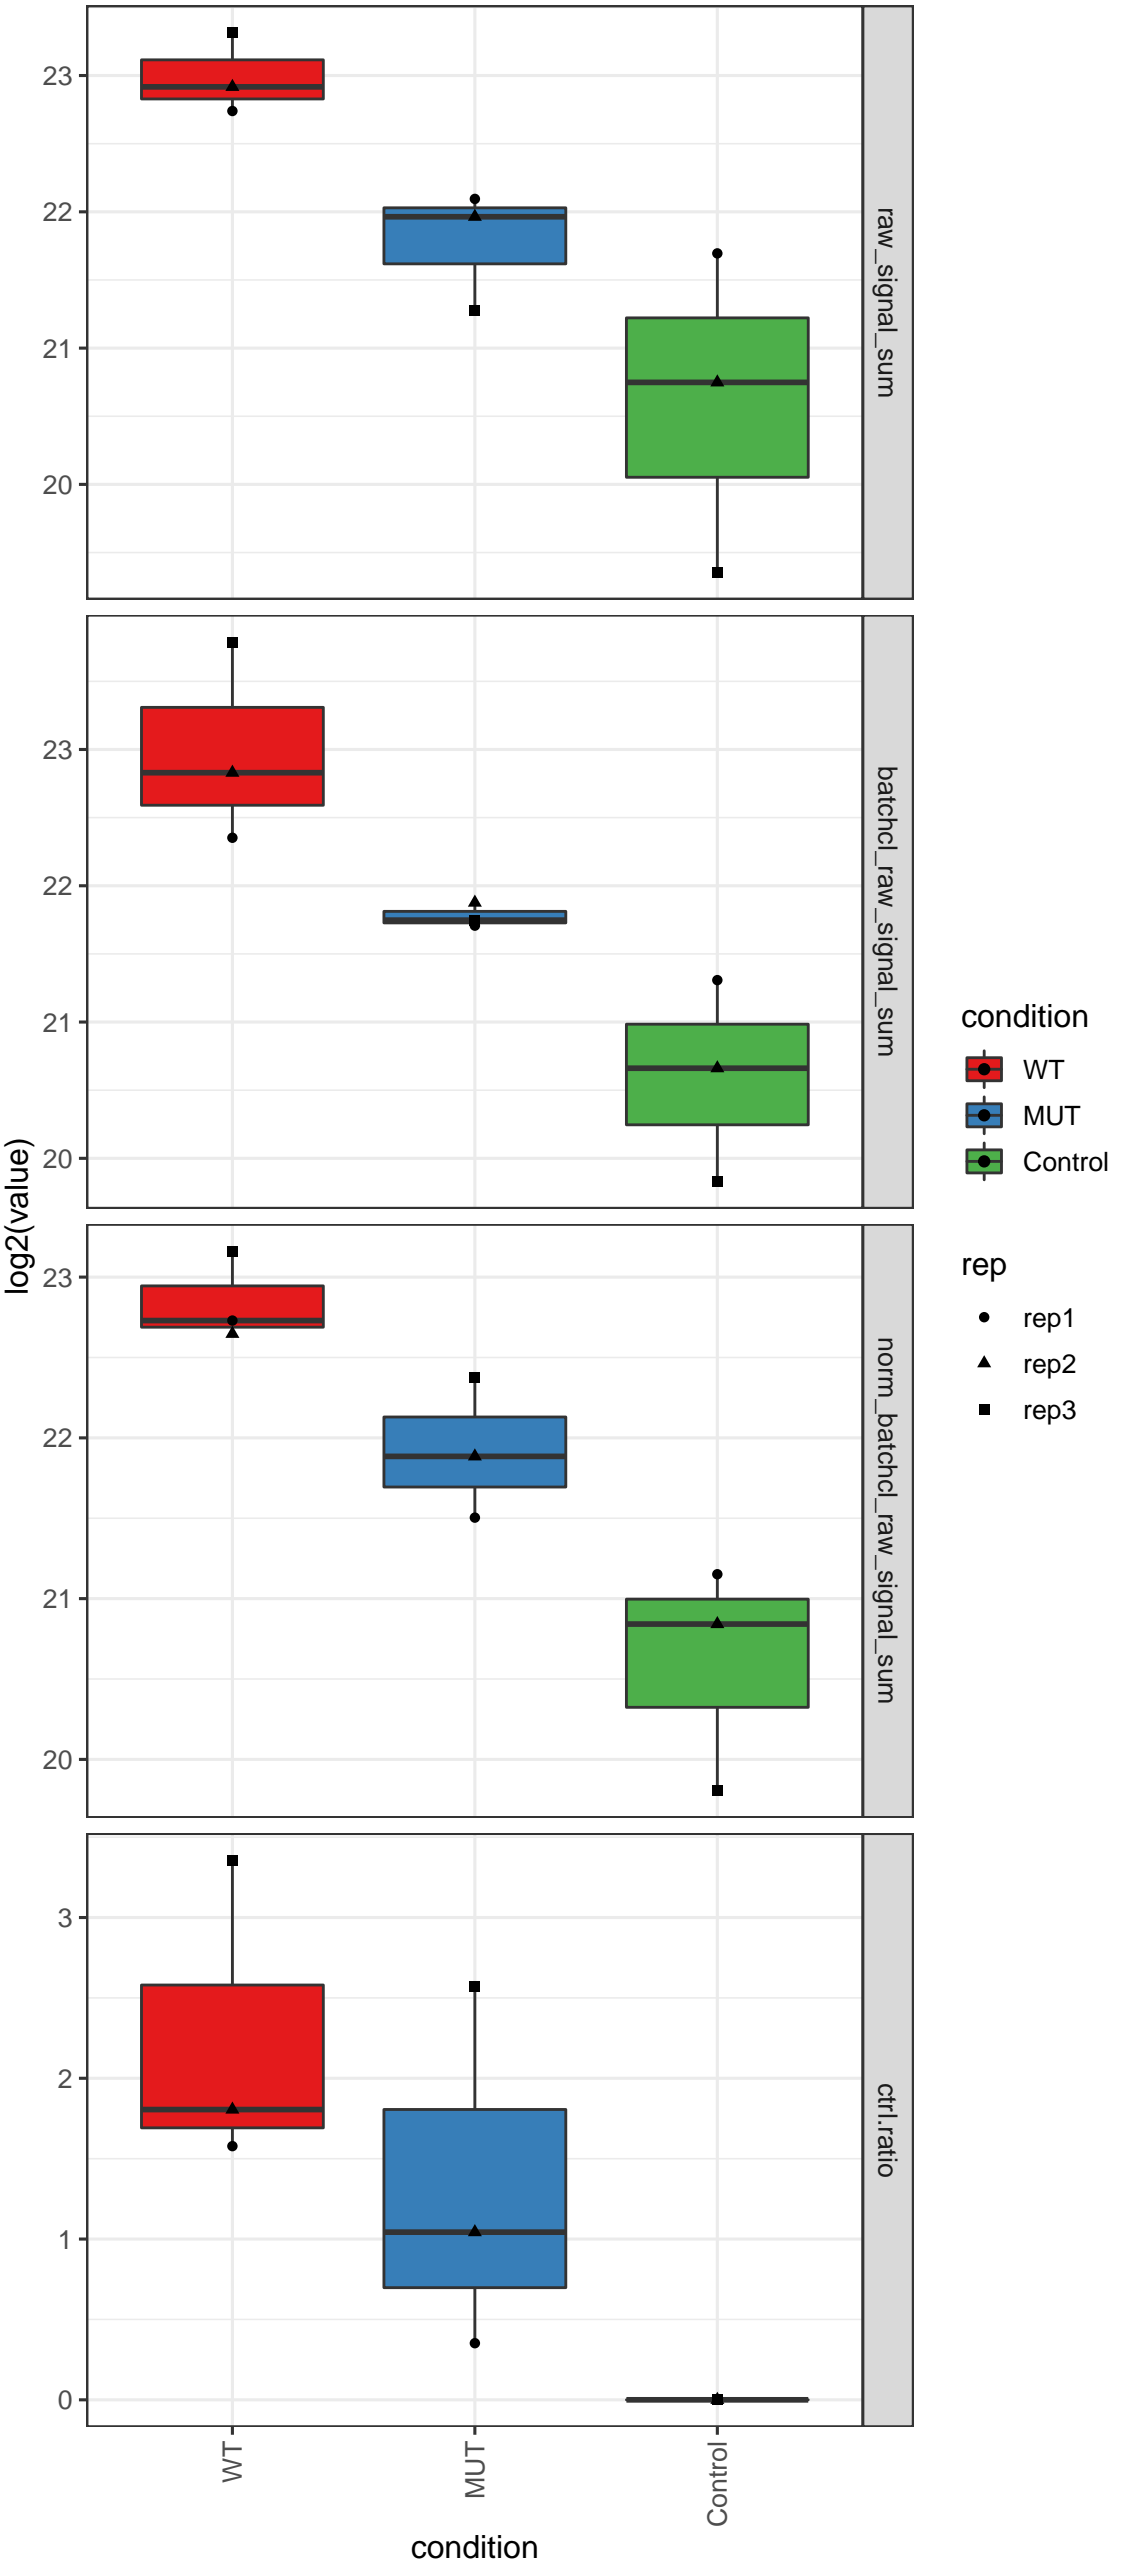 23
22
21
20
raw_signal_sum
23
22
21
20
batchcl_raw_signal_sum
23
22
21
20
norm_batchcl_raw_signal_sum
3
2
1
0
ctrl.ratio
log2(value)
WT
MUT
Control
condition
condition
WT
MUT
Control
rep
rep1
rep2
rep3